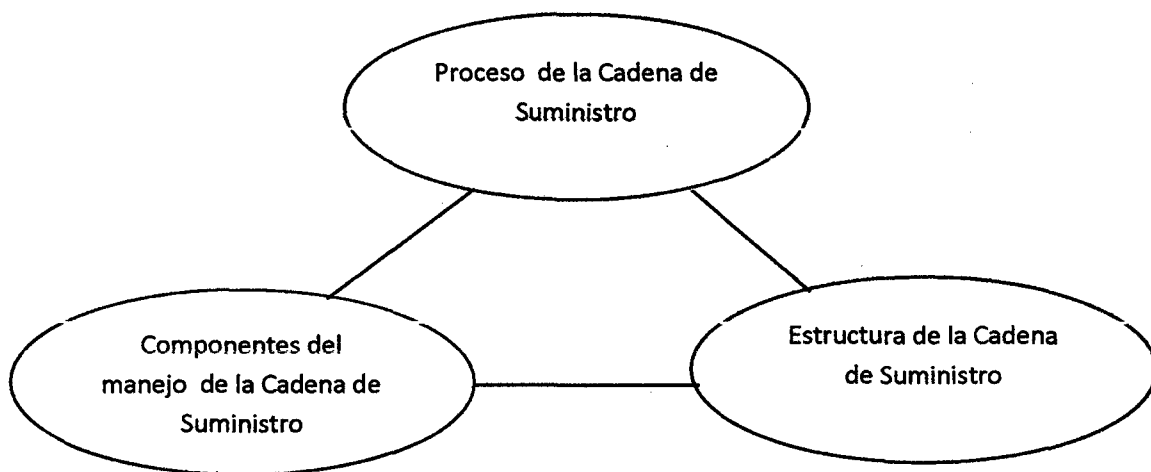 Proceso de la Cadena de
Suministro
Componentes del
manejo de la Cadena de
Suministro
Estructura de la Cadena
de Suministro